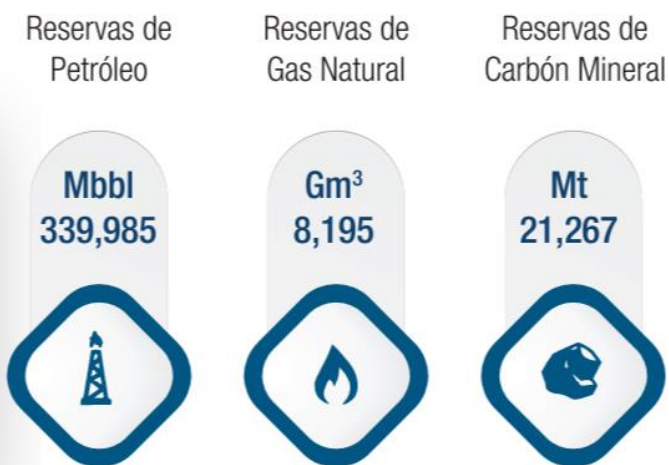 Reservas de
Petróleo
Reservas de
Gas Natural
Reservas de
Carbón Mineral
Mbbl
339,985
Gm³
8,195
Mt
21,267